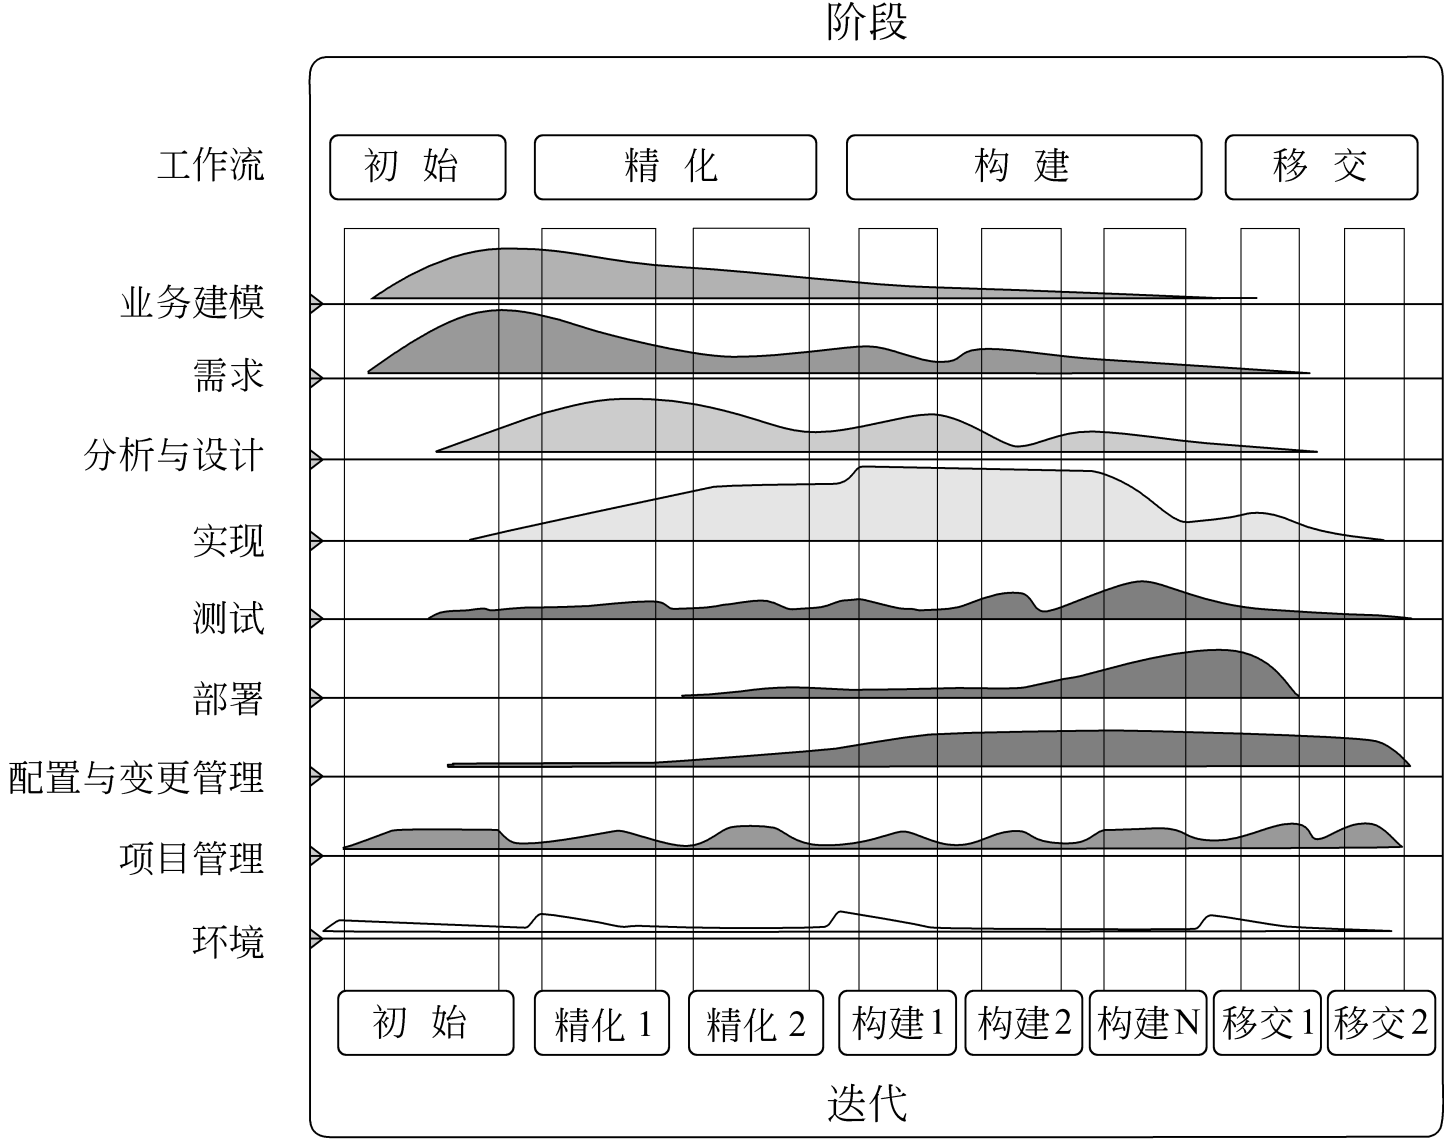 阶段
工作流 初始 精化 构建 移交
业务建模
需求
分析与设计
实现
测试
部署
配置与变更管理
项目管理
环境
初始 精化1 精化2 构建1 构建2 构建N 移交1 移交2
迭代